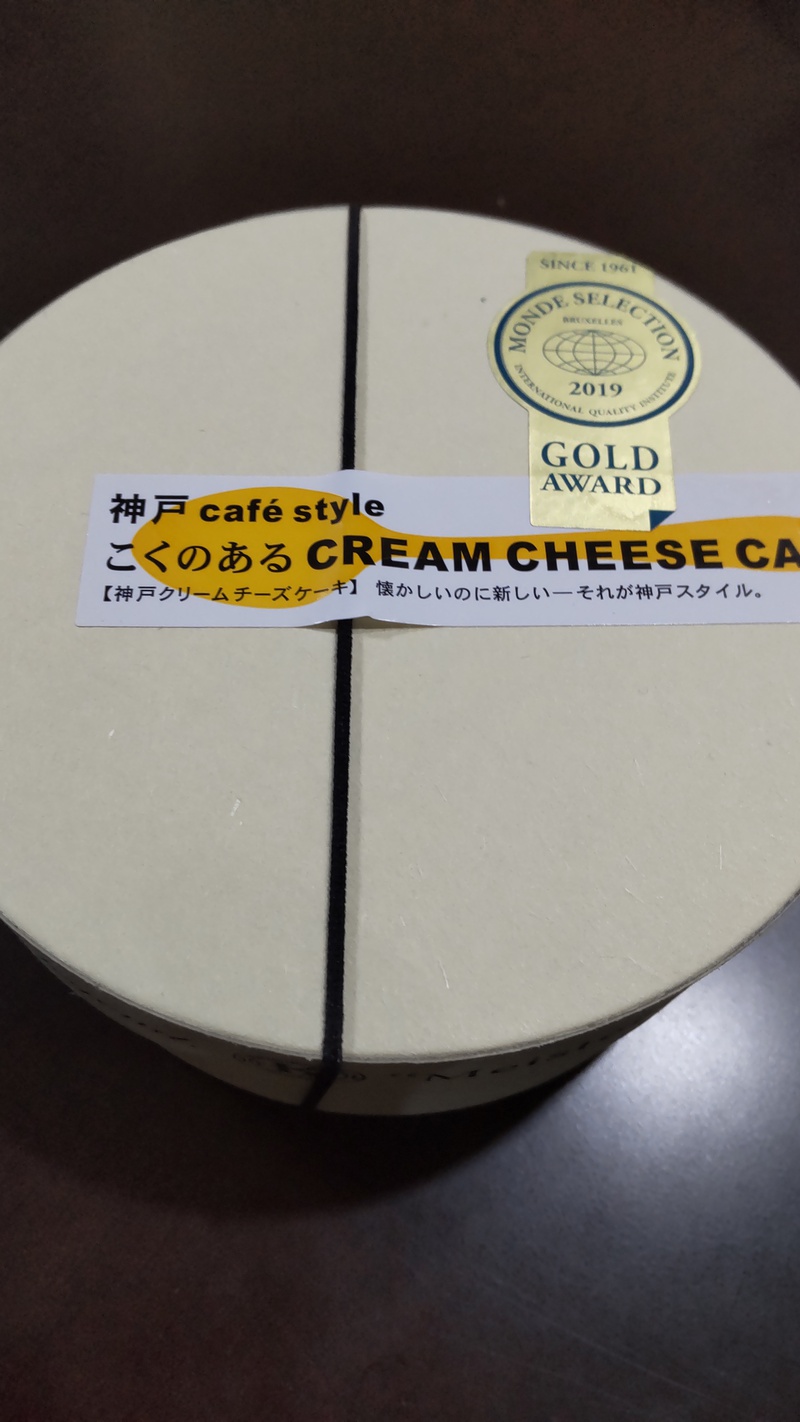 SINCE 1961
MONDE SELECTION
BRUXELLES
2019
INTERNATIONAL QUALITY INSTITUTE
GOLD
AWARD
神戸 café style
こくのある CREAM CHEESE CA
【神戸クリームチーズケーキ】 懐かしいのに新しい―それが神戸スタイル。